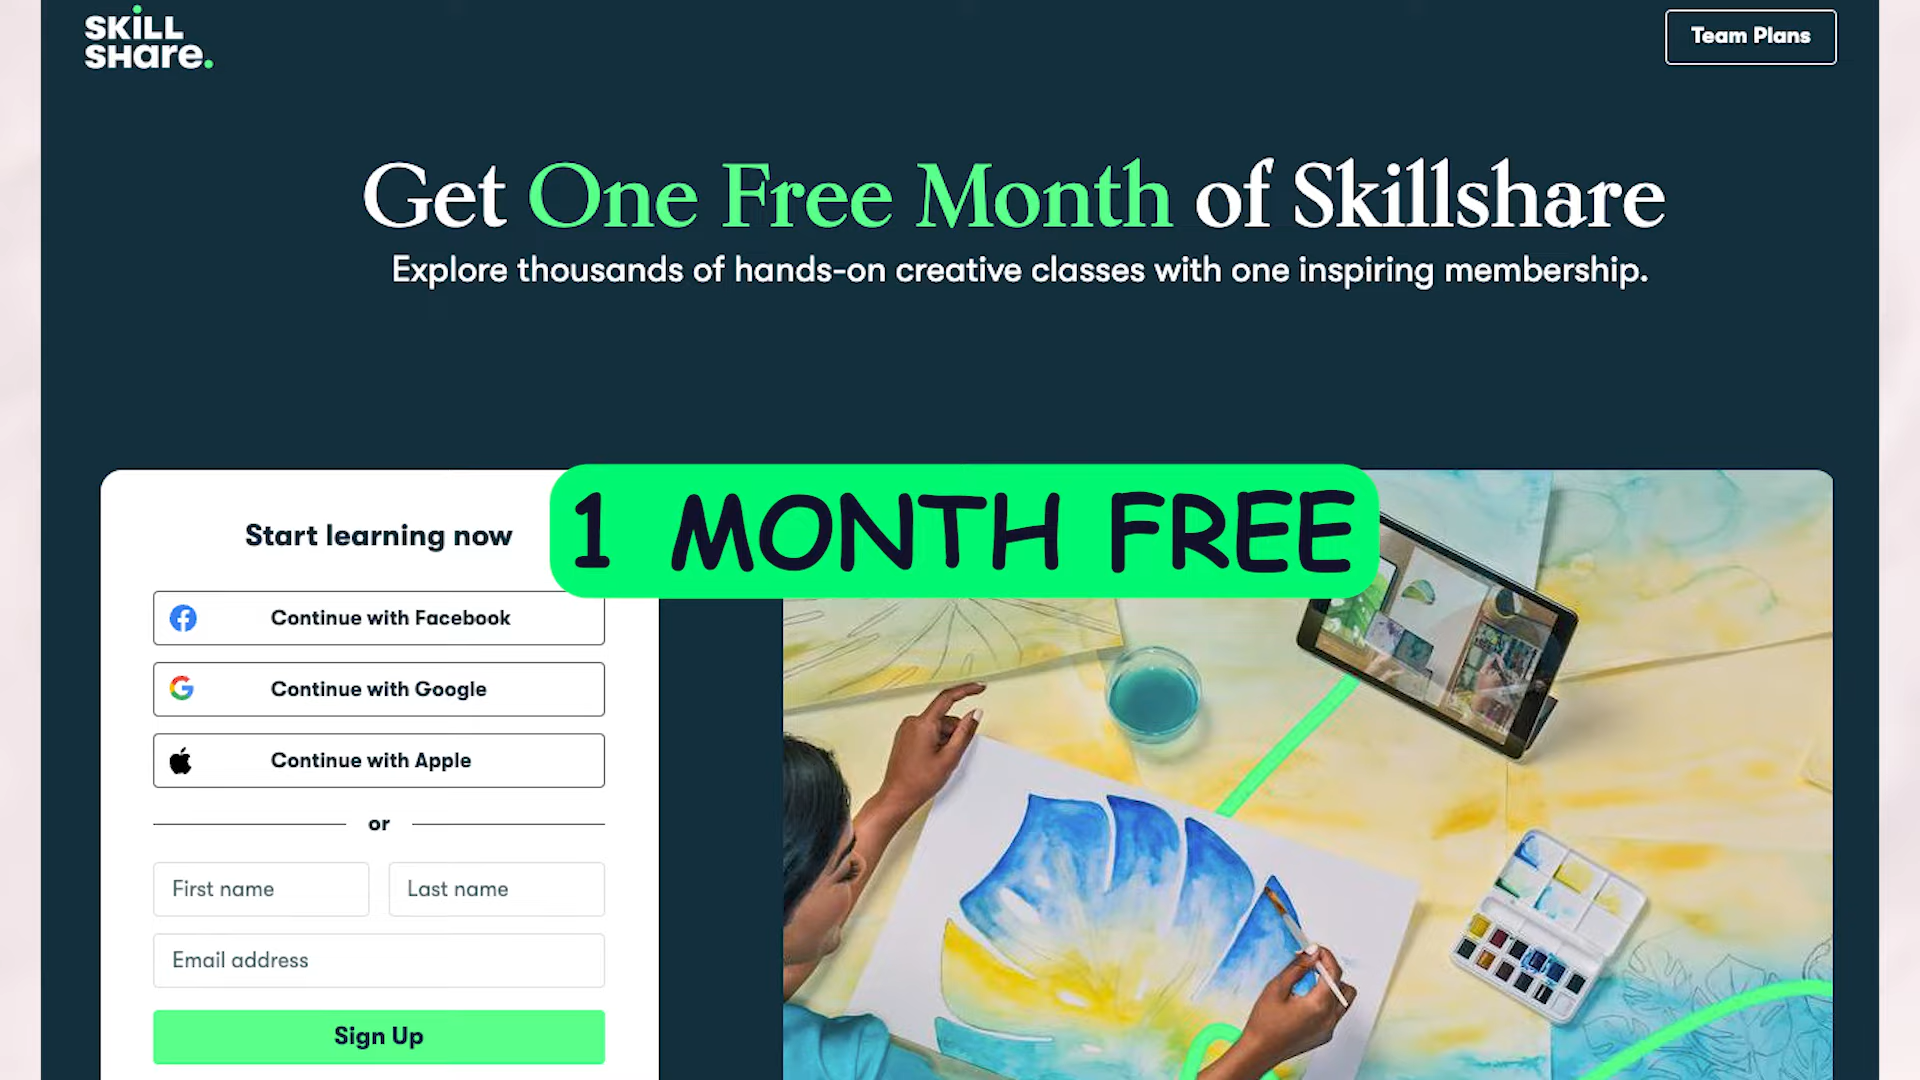 SKILL
SHare.
Team Plans
Get One Free Month of Skillshare
Explore thousands of hands-on creative classes with one inspiring membership.
1 MONTH FREE
Start learning now
Continue with Facebook
Continue with Google
Continue with Apple
or
First name
Last name
Email address
Sign Up